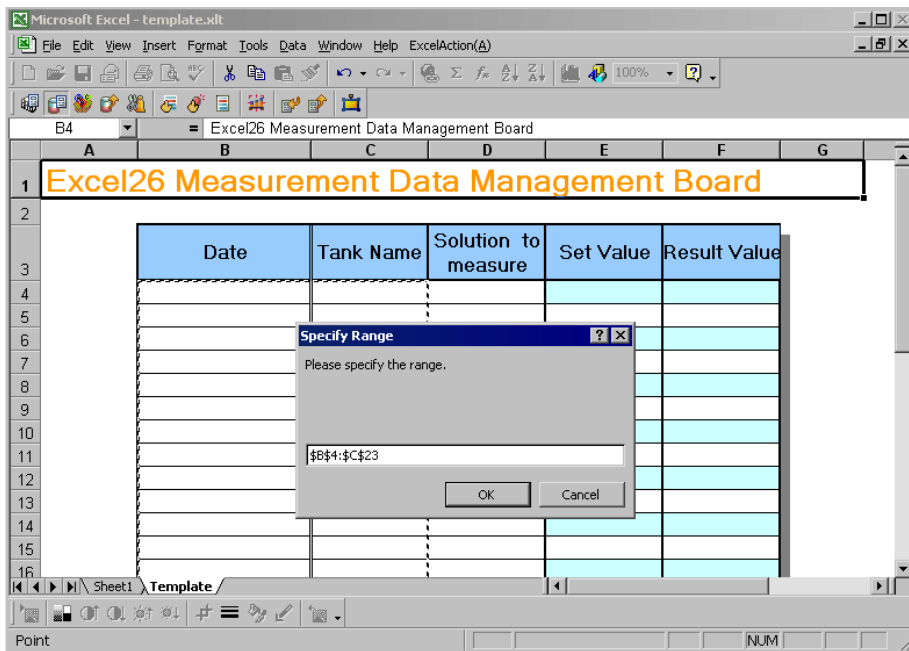 Microsoft Excel - template.xlt
File Edit View Insert Format Tools Data Window Help ExcelAction(A)
100%
B4 = Excel26 Measurement Data Management Board
A B C D E F G
1 Excel26 Measurement Data Management Board
2
3 Date Tank Name Solution to measure Set Value Result Value
4
5
6
7
8
9
10
11
12
13
14
15
16
Specify Range
Please specify the range.
$B$4:$C$23
OK Cancel
Sheet1 Template
Point NUM